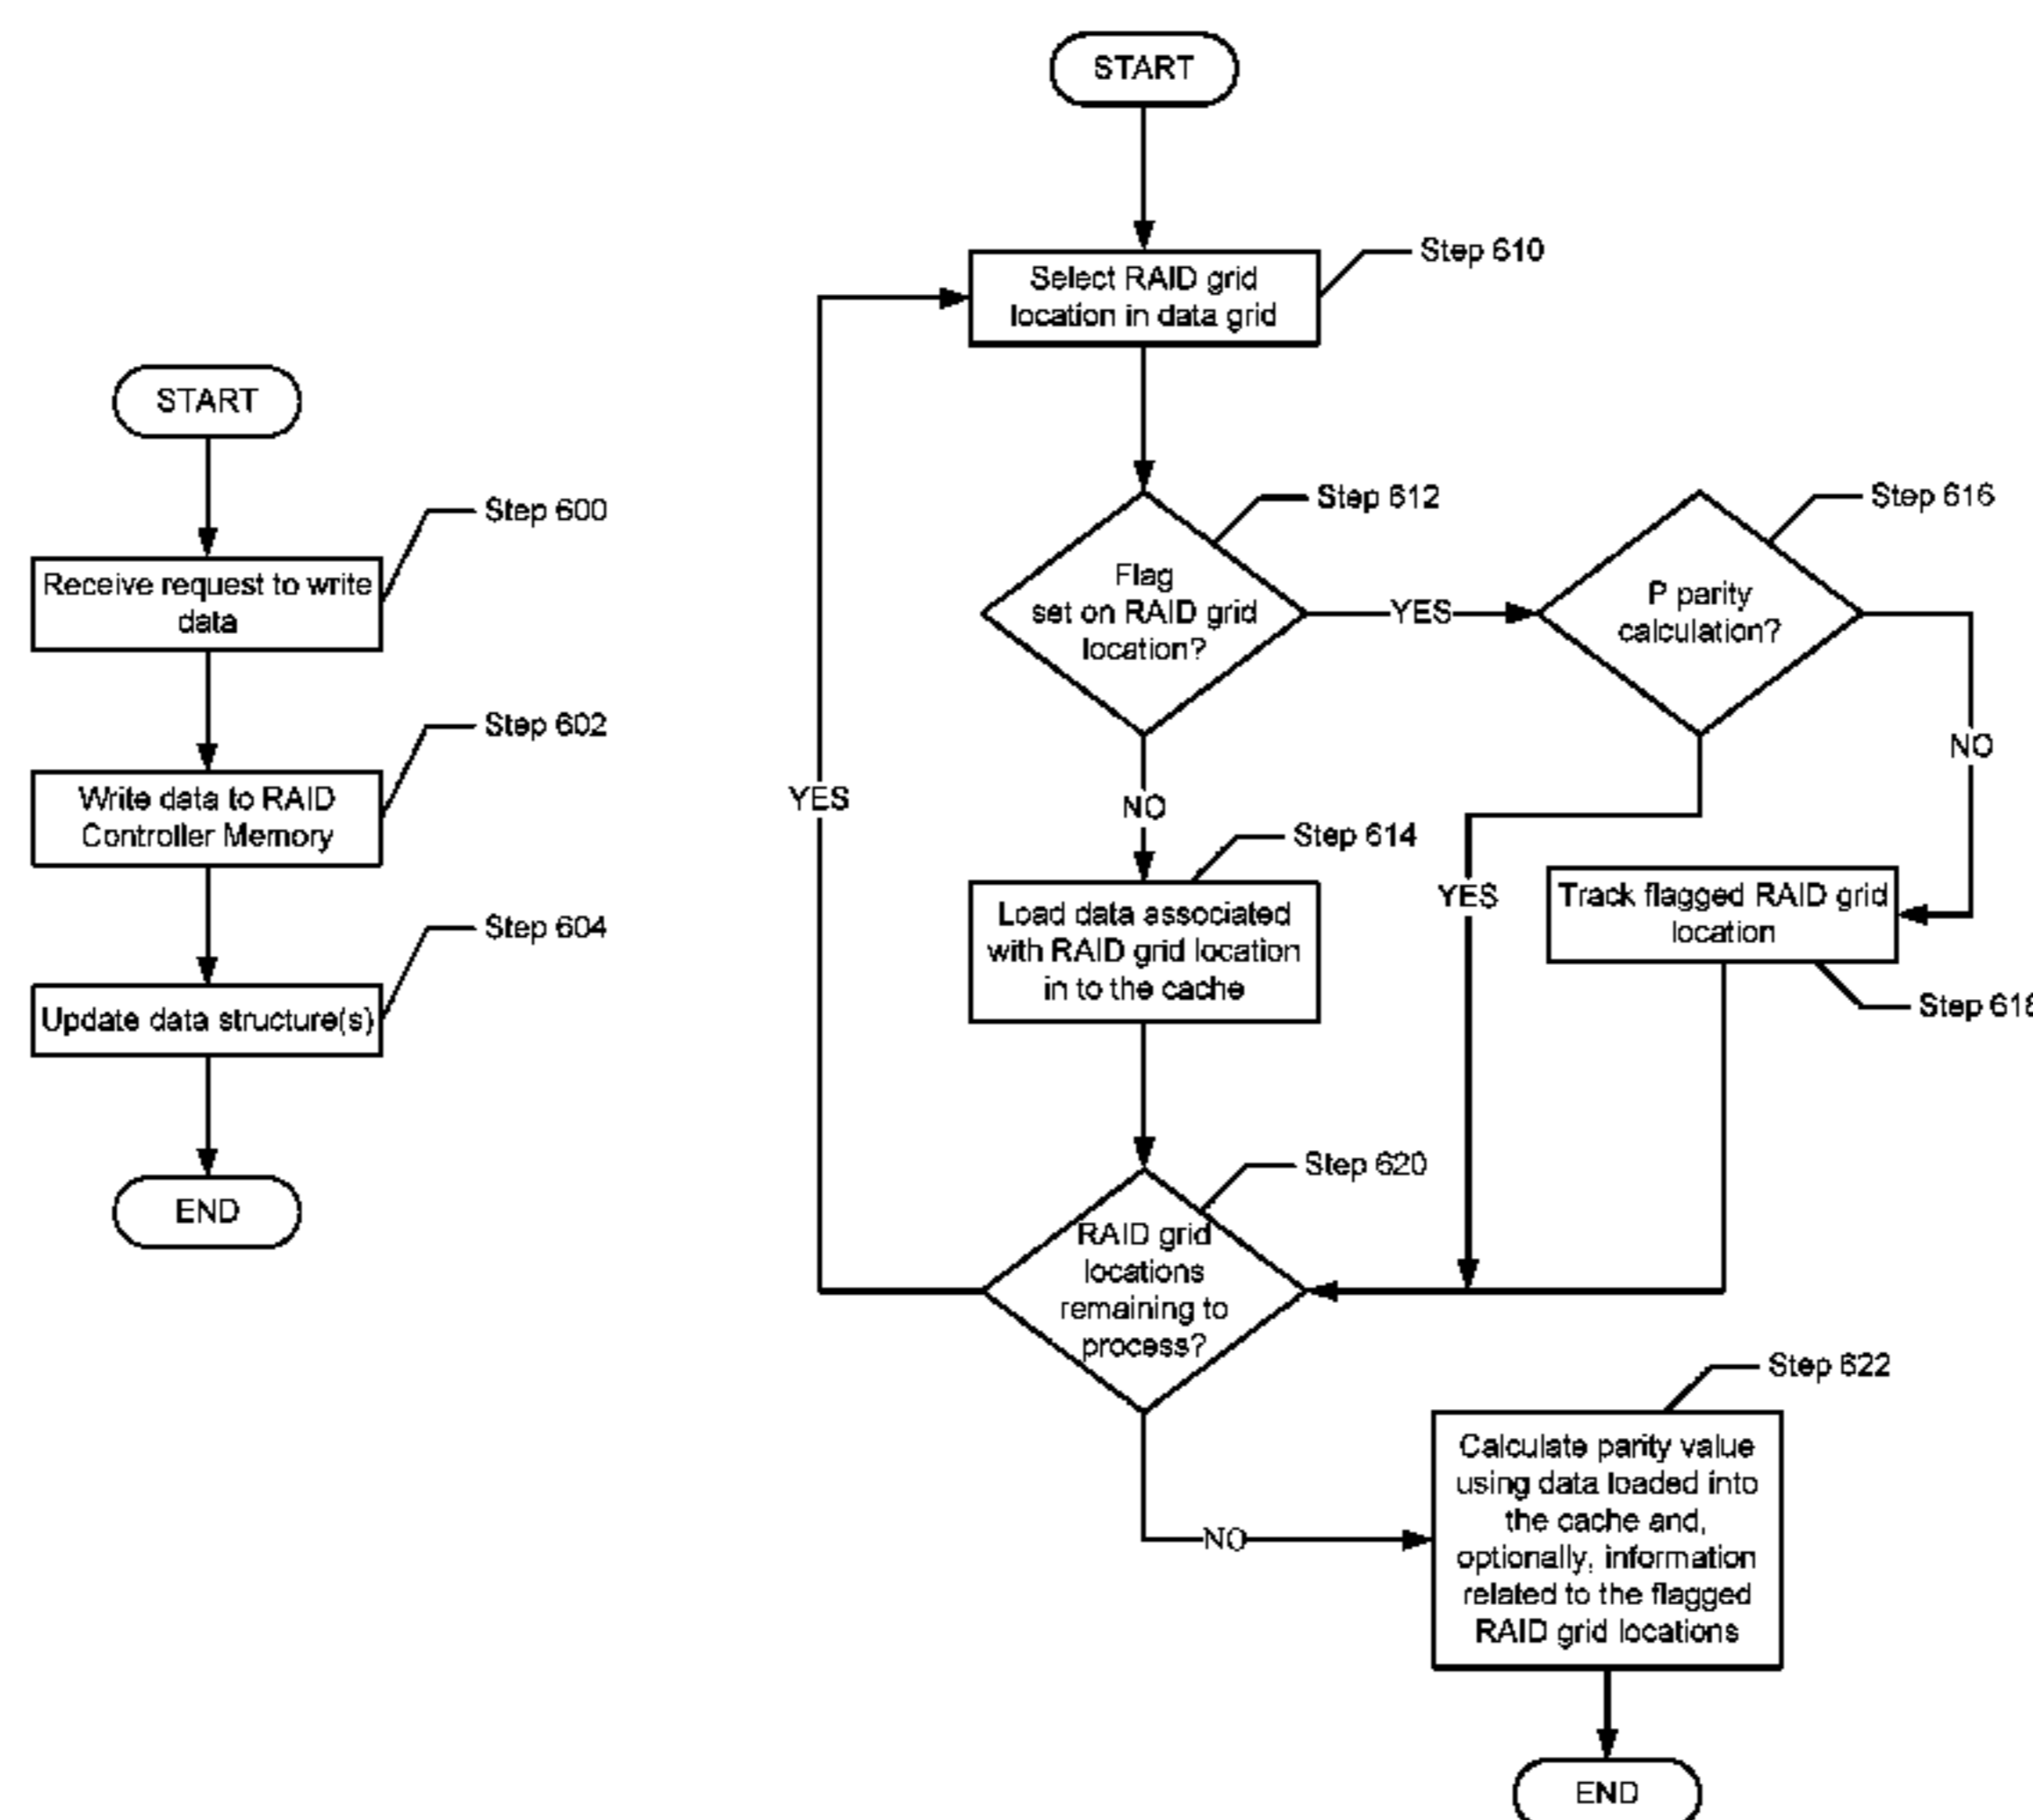 START
Receive request to write
data
Step 600
Write data to RAID
Controller Memory
Step 602
Update data structure(s)
Step 604
END
START
Select RAID grid
location in data grid
Step 610
Flag
set on RAID grid
location?
Step 612
YES
P parity
calculation?
Step 616
NO
YES
NO
Load data associated
with RAID grid location
in to the cache
Step 614
YES
Track flagged RAID grid
location
Step 618
RAID grid
locations
remaining to
process?
Step 620
NO
Calculate parity value
using data loaded into
the cache and,
optionally, information
related to the flagged
RAID grid locations
Step 622
END